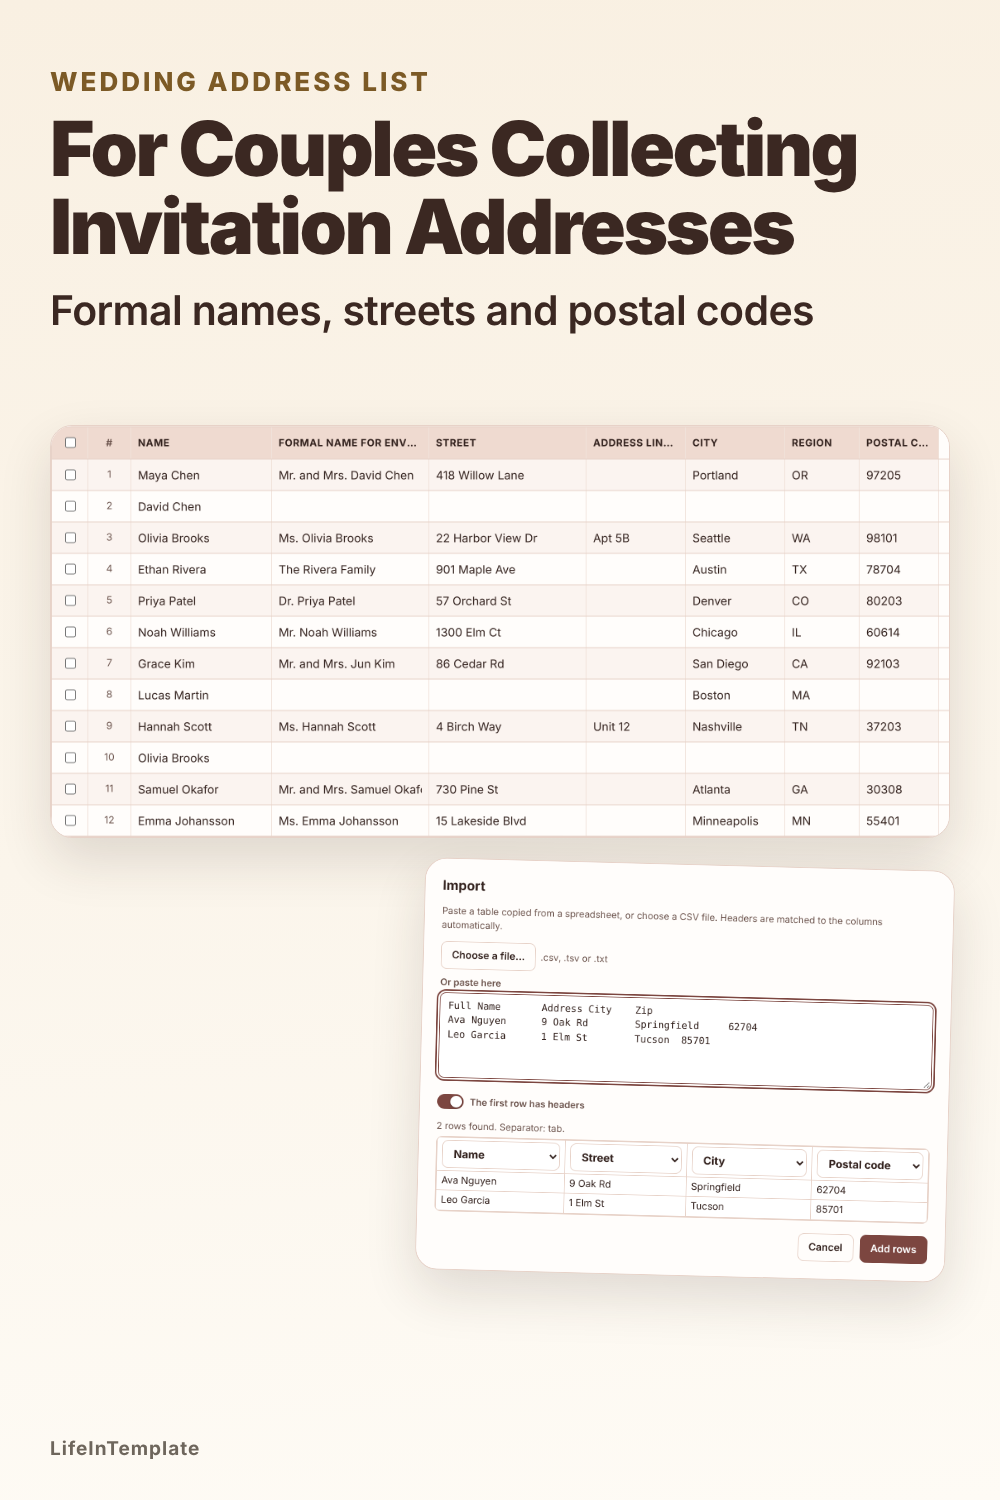 WEDDING ADDRESS LIST
For Couples Collecting
Invitation Addresses
Formal names, streets and postal codes
# NAME FORMAL NAME FOR ENV... STREET ADDRESS LIN... CITY REGION POSTAL C...
1 Maya Chen Mr. and Mrs. David Chen 418 Willow Lane Portland OR 97205
2 David Chen
3 Olivia Brooks Ms. Olivia Brooks 22 Harbor View Dr Apt 5B Seattle WA 98101
4 Ethan Rivera The Rivera Family 901 Maple Ave Austin TX 78704
5 Priya Patel Dr. Priya Patel 57 Orchard St Denver CO 80203
6 Noah Williams Mr. Noah Williams 1300 Elm Ct Chicago IL 60614
7 Grace Kim Mr. and Mrs. Jun Kim 86 Cedar Rd San Diego CA 92103
8 Lucas Martin Boston MA
9 Hannah Scott Ms. Hannah Scott 4 Birch Way Unit 12 Nashville TN 37203
10 Olivia Brooks
11 Samuel Okafor Mr. and Mrs. Samuel Okaf 730 Pine St Atlanta GA 30308
12 Emma Johansson Ms. Emma Johansson 15 Lakeside Blvd Minneapolis MN 55401
Import
Paste a table copied from a spreadsheet, or choose a CSV file. Headers are matched to the columns
automatically.
Choose a file... .csv, .tsv or .txt
Or paste here
Full Name Address City Zip
Ava Nguyen 9 Oak Rd Springfield 62704
Leo Garcia 1 Elm St Tucson 85701
The first row has headers
2 rows found. Separator: tab.
Name Street City Postal code
Ava Nguyen 9 Oak Rd Springfield 62704
Leo Garcia 1 Elm St Tucson 85701
Cancel Add rows
LifeInTemplate